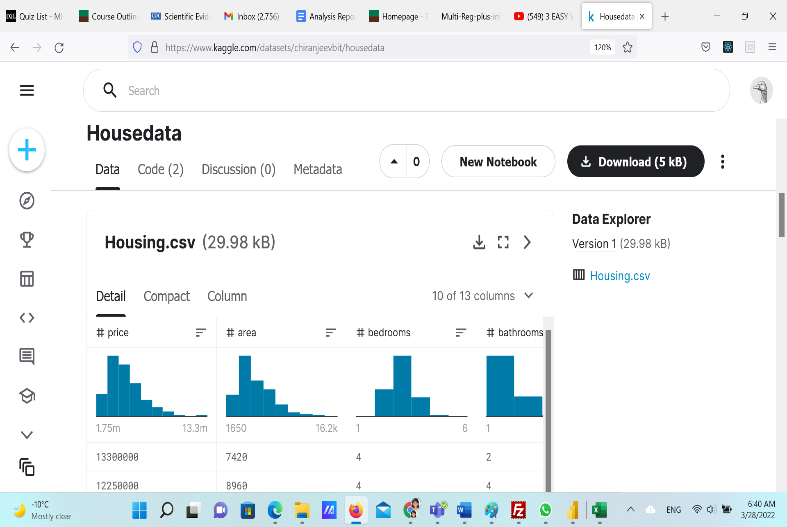 Quiz List - MI
Course Outlin
Scientific Evid
Inbox (2,756)
Analysis Repo
Homepage - D
Multi-Reg-plus-in
(549) 3 EASY
Housedata
https://www.kaggle.com/datasets/chiranjeevbit/housedata
120%
Search
Housedata
Data Code (2) Discussion (0) Metadata
0
New Notebook
Download (5 kB)
Housing.csv (29.98 kB)
Detail Compact Column
10 of 13 columns
# price # area # bedrooms # bathrooms
1.75m 13.3m 1650 16.2k 1 6 1
13300000 7420 4 2
12250000 8960 4 4
Data Explorer
Version 1 (29.98 kB)
Housing.csv
-10°C
Mostly clear
ENG
6:40 AM
3/28/2022